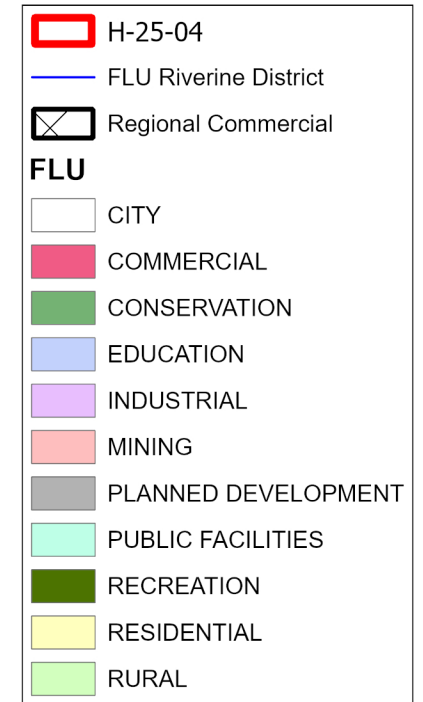 H-25-04
FLU Riverine District
Regional Commercial
FLU
CITY
COMMERCIAL
CONSERVATION
EDUCATION
INDUSTRIAL
MINING
PLANNED DEVELOPMENT
PUBLIC FACILITIES
RECREATION
RESIDENTIAL
RURAL